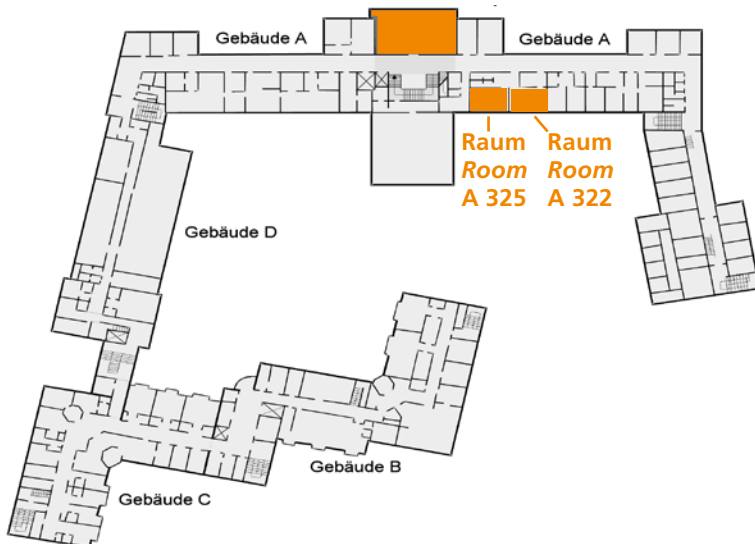 Gebäude A
Gebäude A
Raum
Room
A 325
Raum
Room
A 322
Gebäude D
Gebäude B
Gebäude C